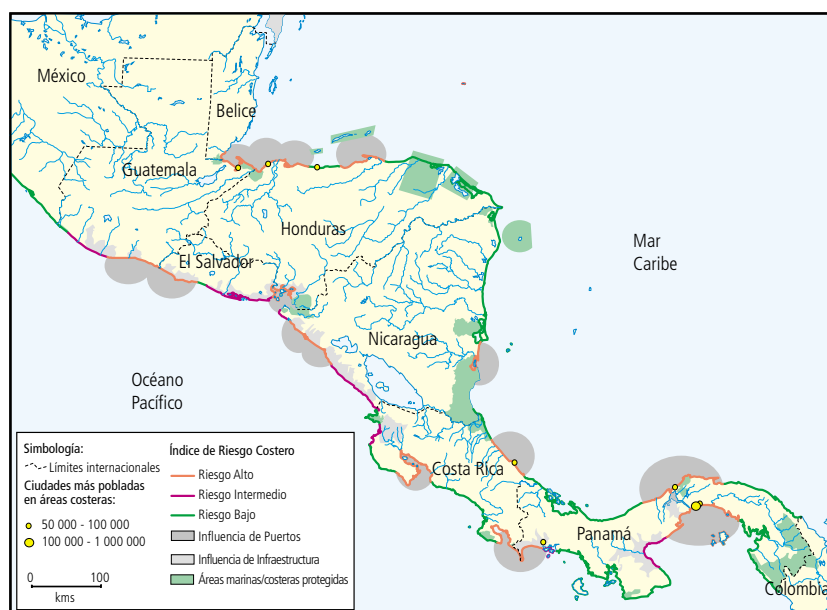 México
Belice
Guatemala
Honduras
El Salvador
Mar
Caribe
Nicaragua
Océano
Pacífico
Costa Rica
Panamá
Colombia
Simbología:
Límites internacionales
Ciudades más pobladas
en áreas costeras:
50 000 - 100 000
100 000 - 1 000 000
0 100
kms
Índice de Riesgo Costero
Riesgo Alto
Riesgo Intermedio
Riesgo Bajo
Influencia de Puertos
Influencia de Infraestructura
Áreas marinas/costeras protegidas